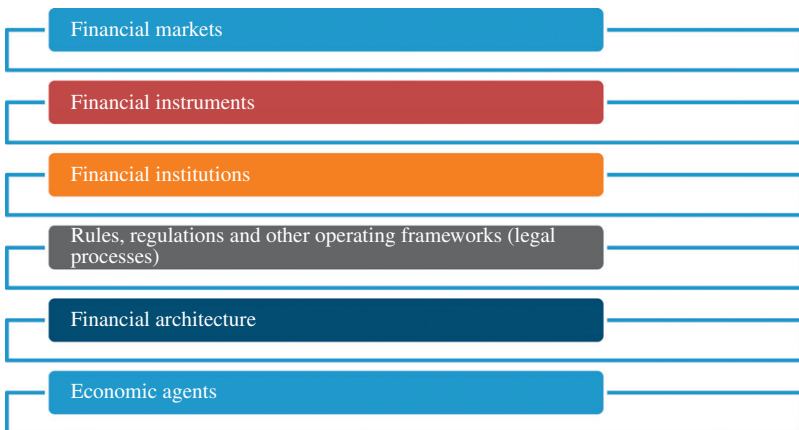 Financial markets
Financial instruments
Financial institutions
Rules, regulations and other operating frameworks (legal
processes)
Financial architecture
Economic agents